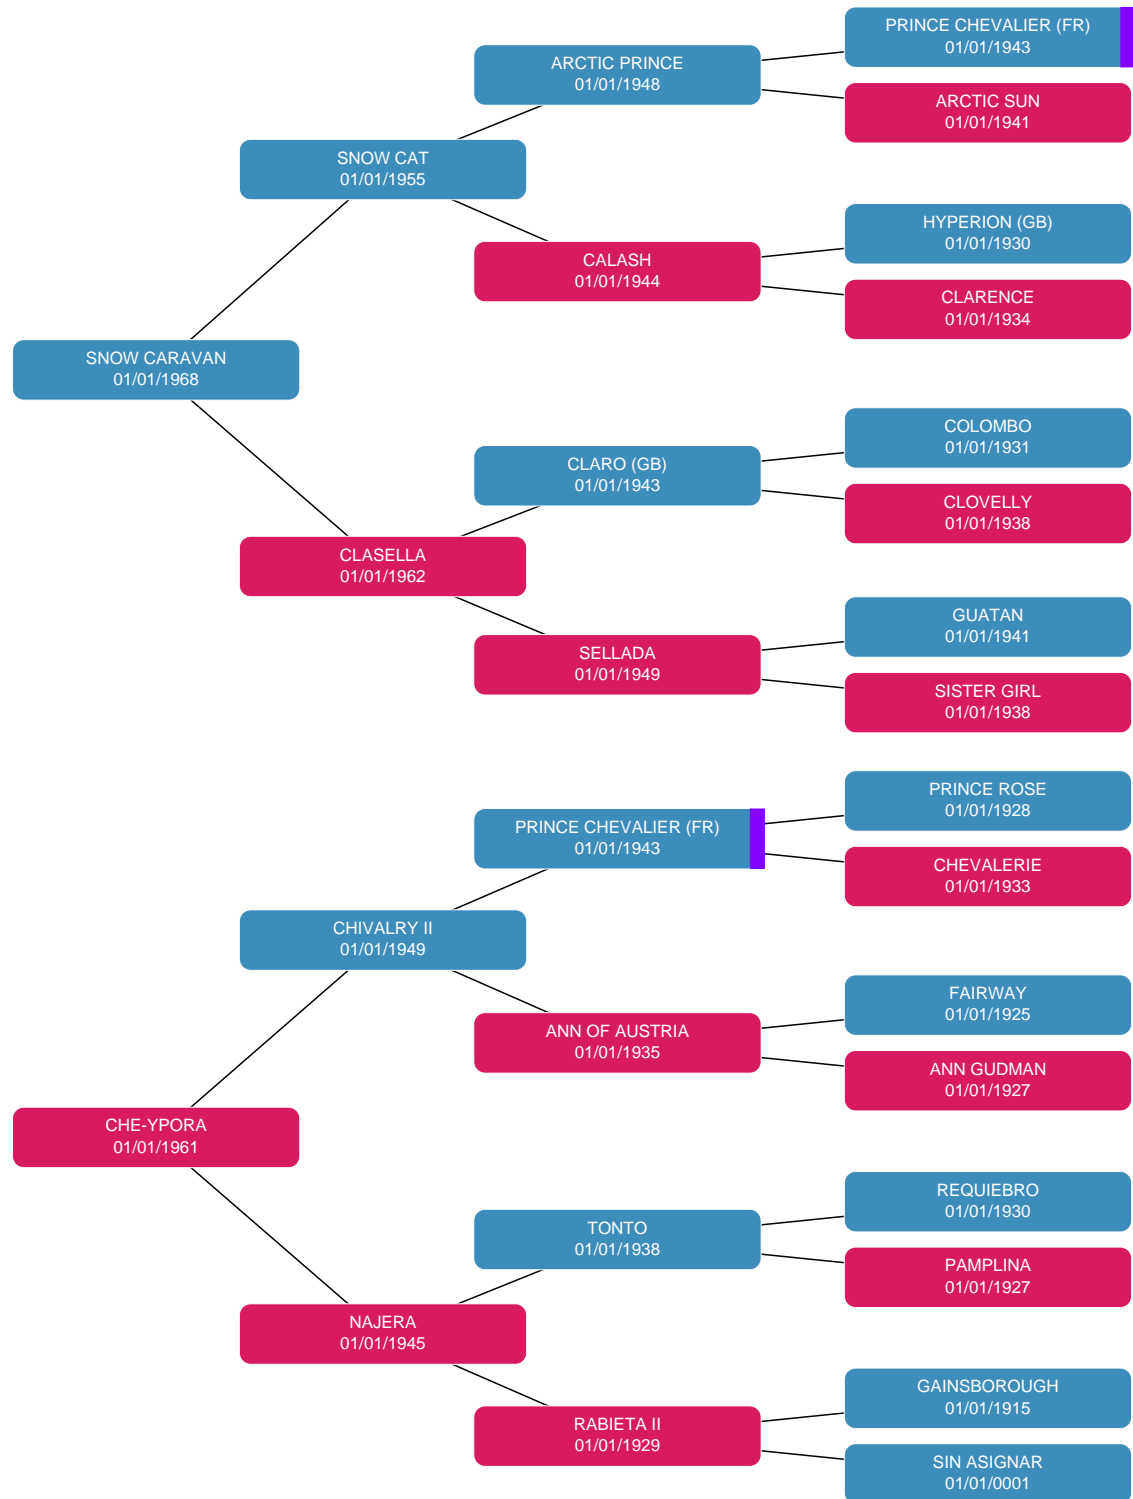 PRINCE CHEVALIER (FR)
01/01/1943
ARCTIC PRINCE
01/01/1948
ARCTIC SUN
01/01/1941
SNOW CAT
01/01/1955
HYPERION (GB)
01/01/1930
CALASH
01/01/1944
CLARENCE
01/01/1934
SNOW CARAVAN
01/01/1968
COLOMBO
01/01/1931
CLARO (GB)
01/01/1943
CLOVELLY
01/01/1938
CLASELLA
01/01/1962
GUATAN
01/01/1941
SELLADA
01/01/1949
SISTER GIRL
01/01/1938
PRINCE ROSE
01/01/1928
PRINCE CHEVALIER (FR)
01/01/1943
CHEVALERIE
01/01/1933
CHIVALRY II
01/01/1949
FAIRWAY
01/01/1925
ANN OF AUSTRIA
01/01/1935
ANN GUDMAN
01/01/1927
CHE-YPORA
01/01/1961
REQUIEBRO
01/01/1930
TONTO
01/01/1938
PAMPLINA
01/01/1927
NAJERA
01/01/1945
GAINSBOROUGH
01/01/1915
RABIETA II
01/01/1929
SIN ASIGNAR
01/01/0001